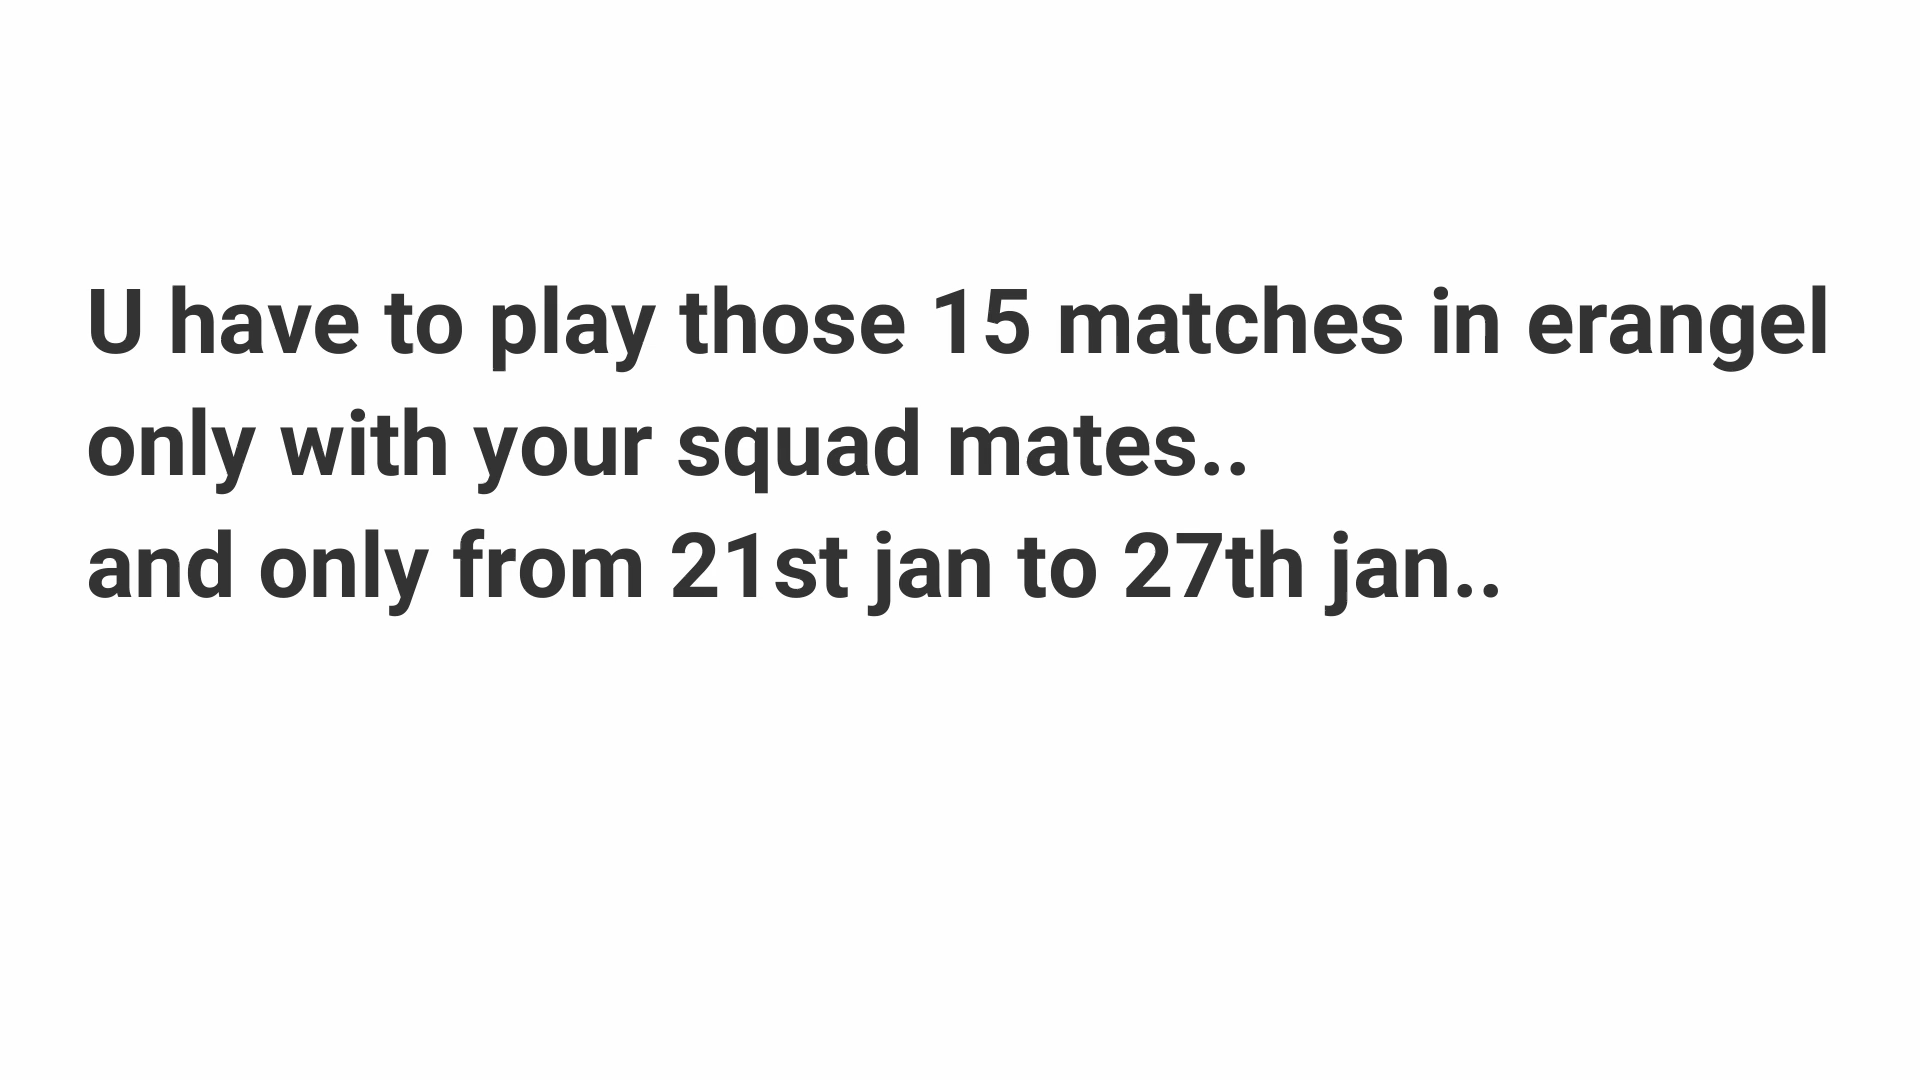 U have to play those 15 matches in erangel
only with your squad mates..
and only from 21st jan to 27th jan..